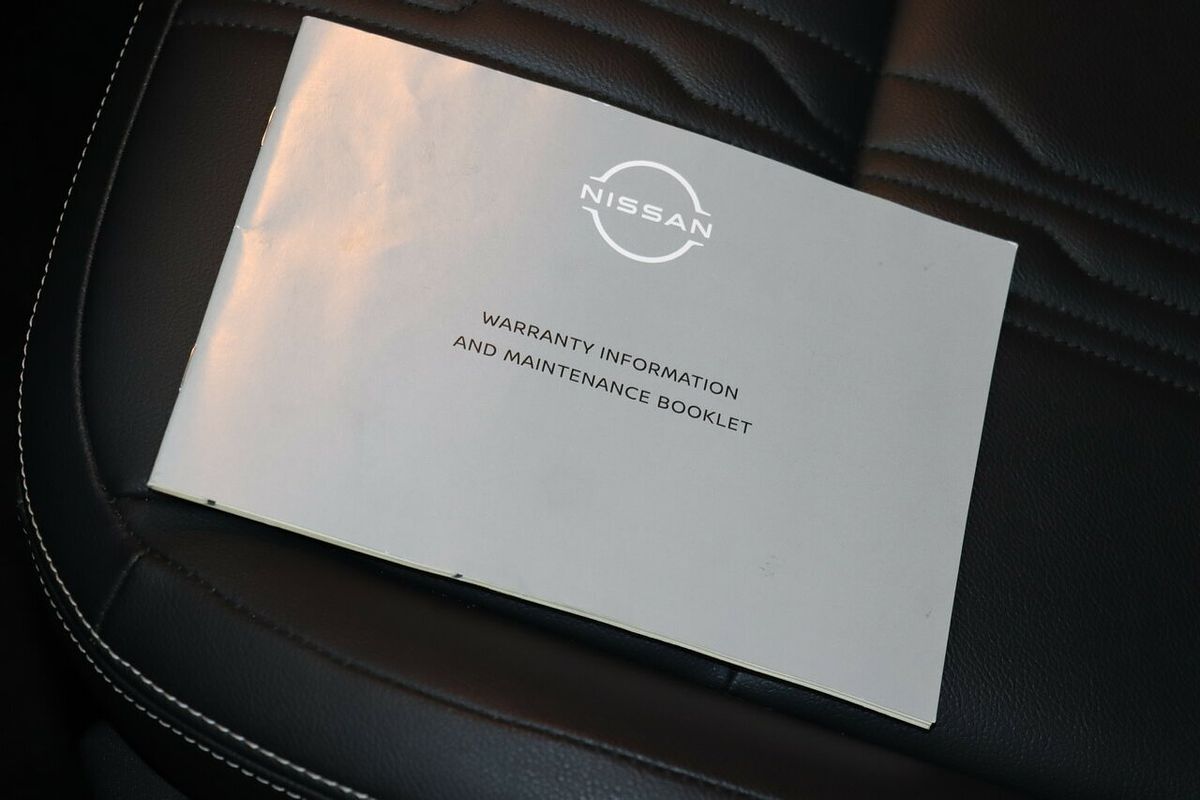 NISSAN
WARRANTY INFORMATION
AND MAINTENANCE BOOKLET